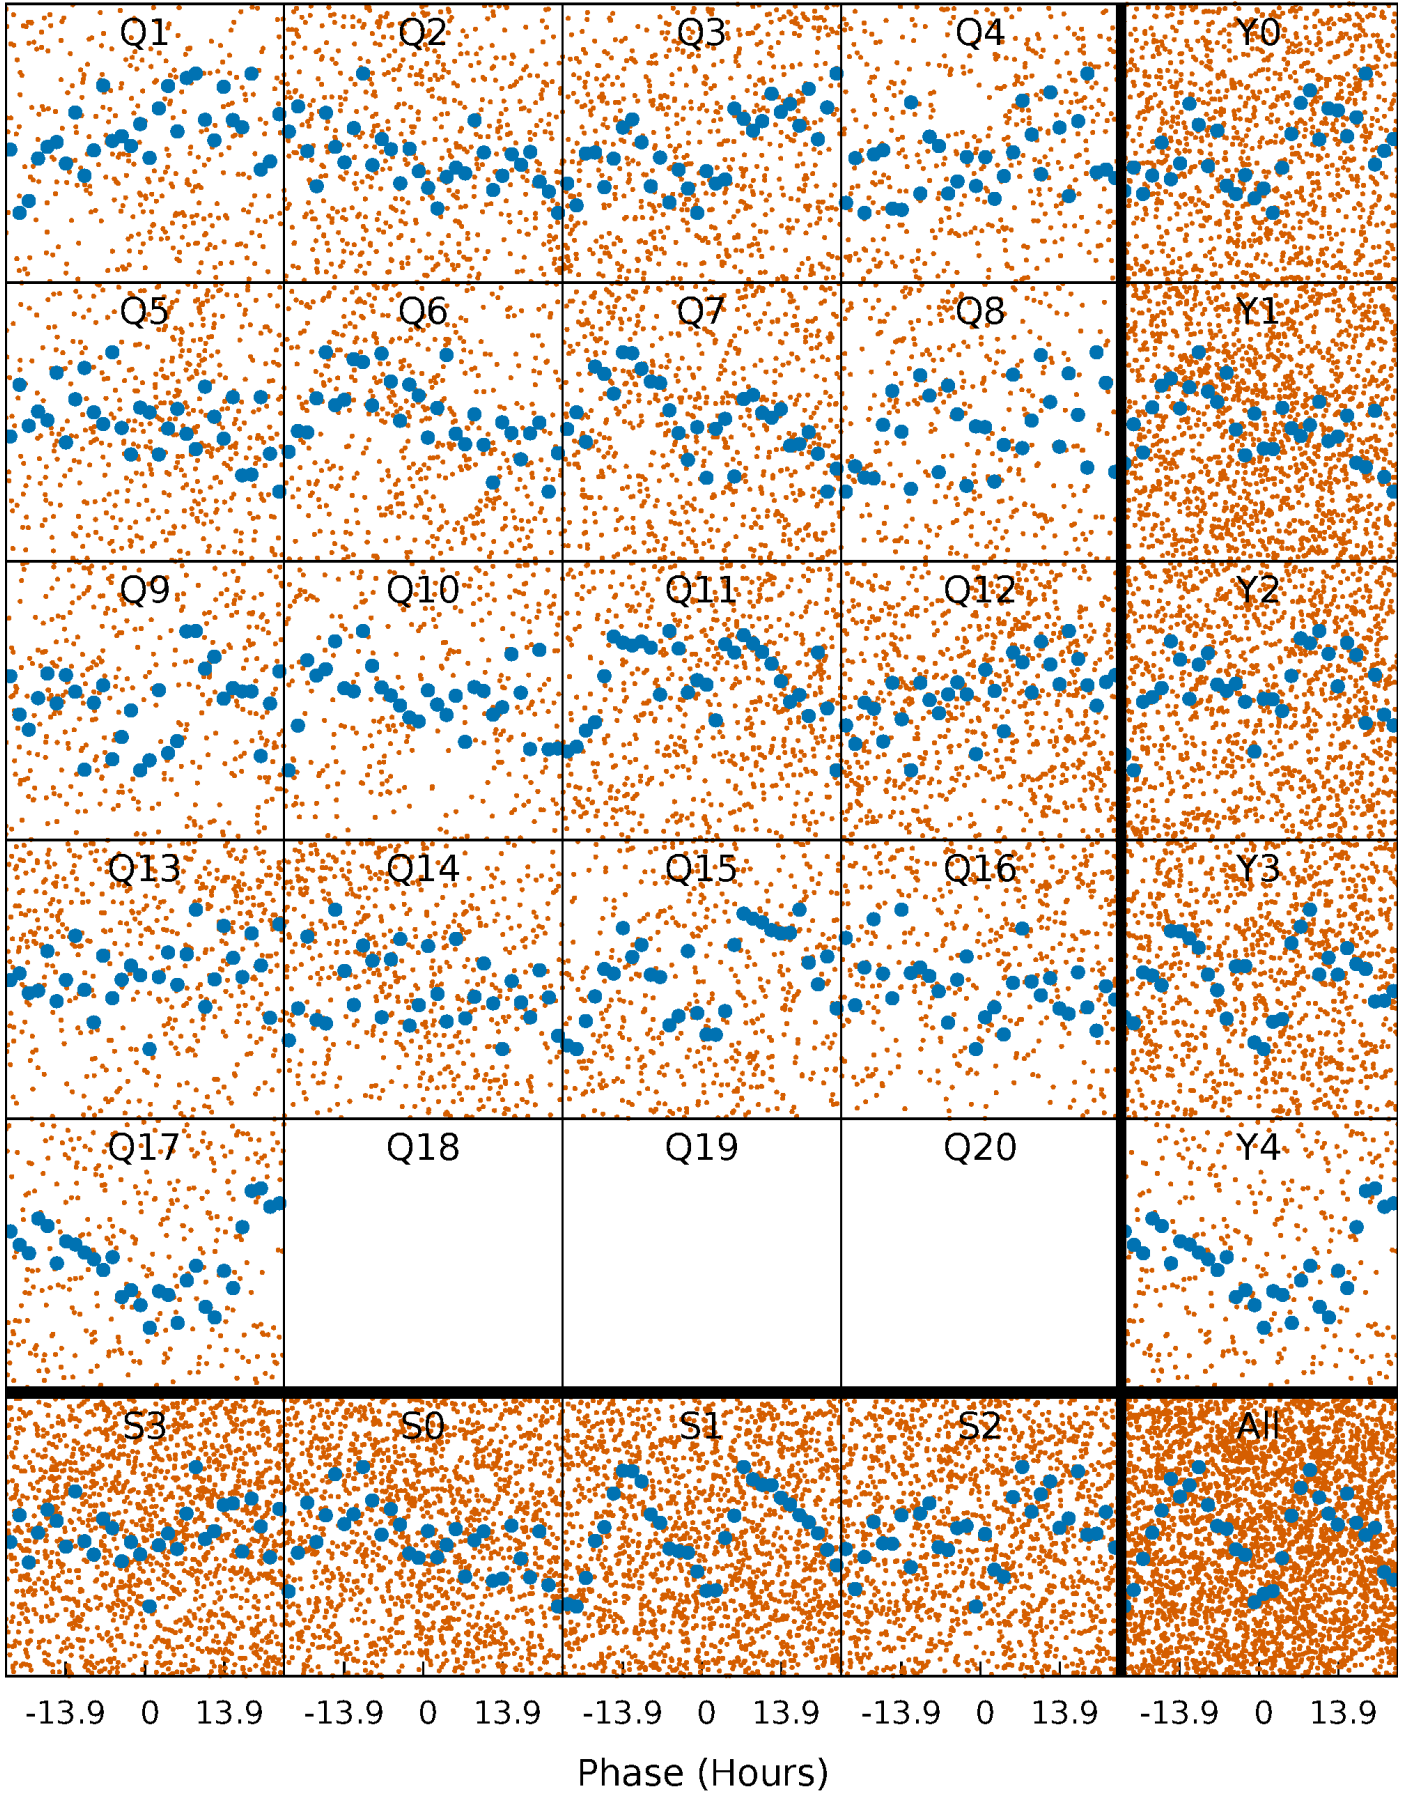 Q1 Q2 Q3 Q4 Y0
Q5 Q6 Q7 Q8 Y1
Q9 Q10 Q11 Q12 Y2
Q13 Q14 Q15 Q16 Y3
Q17 Q18 Q19 Q20 Y4
S3 S0 S1 S2 All
-13.9 0 13.9 -13.9 0 13.9 -13.9 0 13.9 -13.9 0 13.9 -13.9 0 13.9
Phase (Hours)